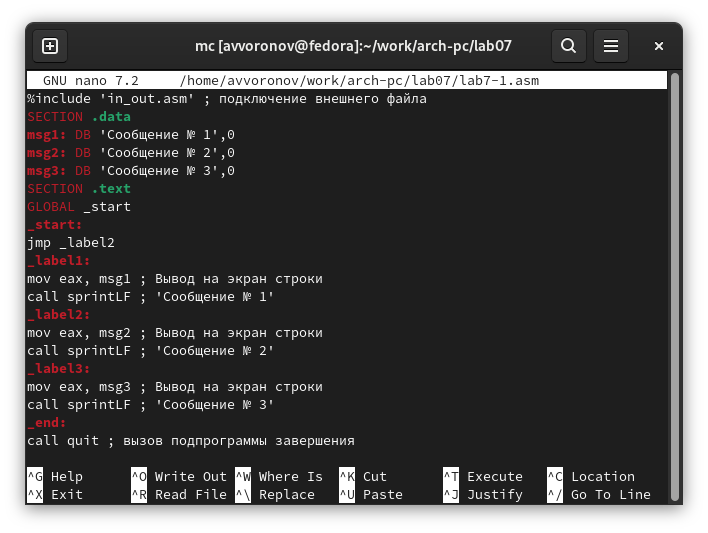 mc [avvoronov@fedora]:~/work/arch-pc/lab07
GNU nano 7.2 /home/avvoronov/work/arch-pc/lab07/lab7-1.asm
%include 'in_out.asm' ; подключение внешнего файла
SECTION .data
msg1: DB 'Сообщение № 1',0
msg2: DB 'Сообщение № 2',0
msg3: DB 'Сообщение № 3',0
SECTION .text
GLOBAL _start
_start:
jmp _label2
_label1:
mov eax, msg1 ; Вывод на экран строки
call sprintLF ; 'Сообщение № 1'
_label2:
mov eax, msg2 ; Вывод на экран строки
call sprintLF ; 'Сообщение № 2'
_label3:
mov eax, msg3 ; Вывод на экран строки
call sprintLF ; 'Сообщение № 3'
_end:
call quit ; вызов подпрограммы завершения
^G Help ^O Write Out ^W Where Is ^K Cut ^T Execute ^C Location
^X Exit ^R Read File ^\ Replace ^U Paste ^J Justify ^/ Go To Line